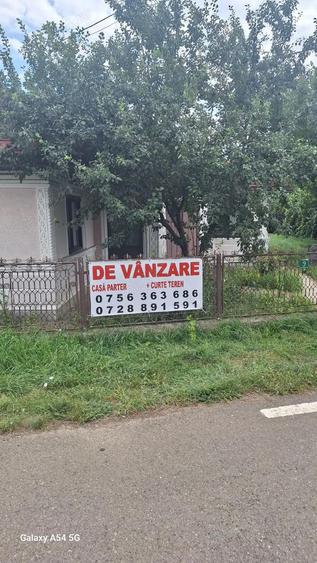 DE VÂNZARE
CASĂ PARTER + CURTE TEREN
0756 363 686
0728 891 591
Galaxy A54 5G